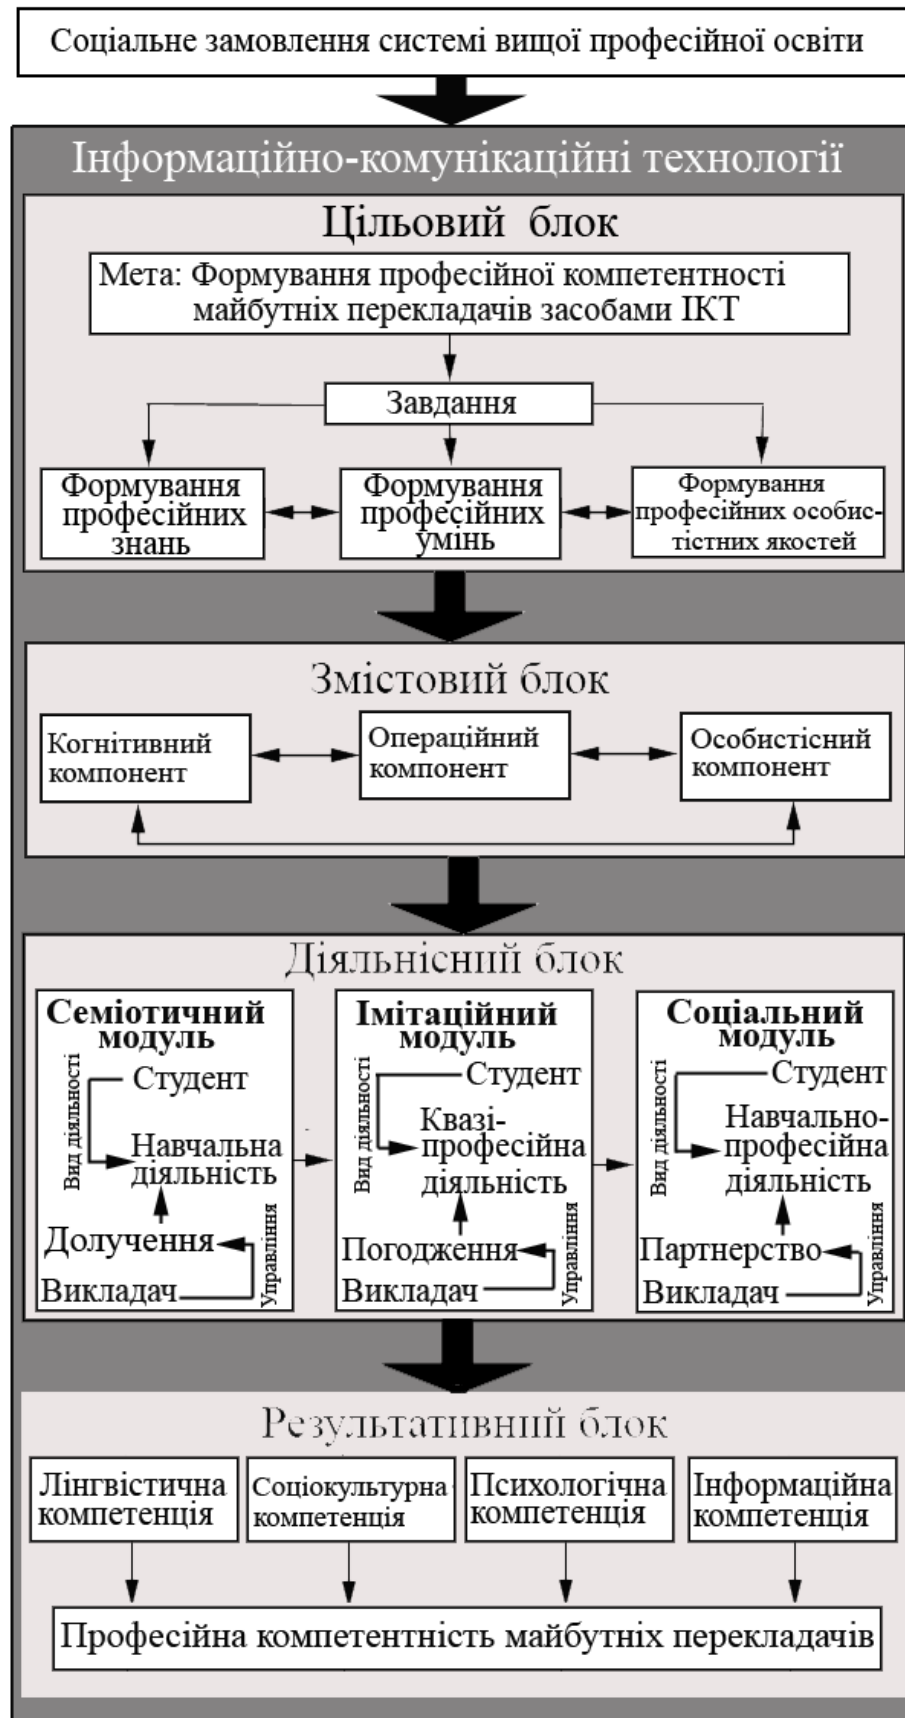 Соціальне замовлення системі вищої професійної освіти
Інформаційно-комунікаційні технології
Цільовий блок
Мета: Формування професійної компетентності
майбутніх перекладачів засобами ІКТ
Завдання
Формування
професійних
знань
Формування
професійних
умінь
Формування
професійних особис-
тістних якостей
Змістовий блок
Когнітивний
компонент
Операційний
компонент
Особистісний
компонент
Діяльнісний блок
Семіотичний
модуль
Вид діяльності
Студент
Навчальна
діяльність
Долучення
Викладач
Управління
Імітаційний
модуль
Вид діяльності
Студент
Квазі-
професійна
діяльність
Погодження
Викладач
Управління
Соціальний
модуль
Вид діяльності
Студент
Навчально-
професійна
діяльність
Партнерство
Викладач
Управління
Результативний блок
Лінгвістична
компетенція
Соціокультурна
компетенція
Психологічна
компетенція
Інформаційна
компетенція
Професійна компетентність майбутніх перекладачів